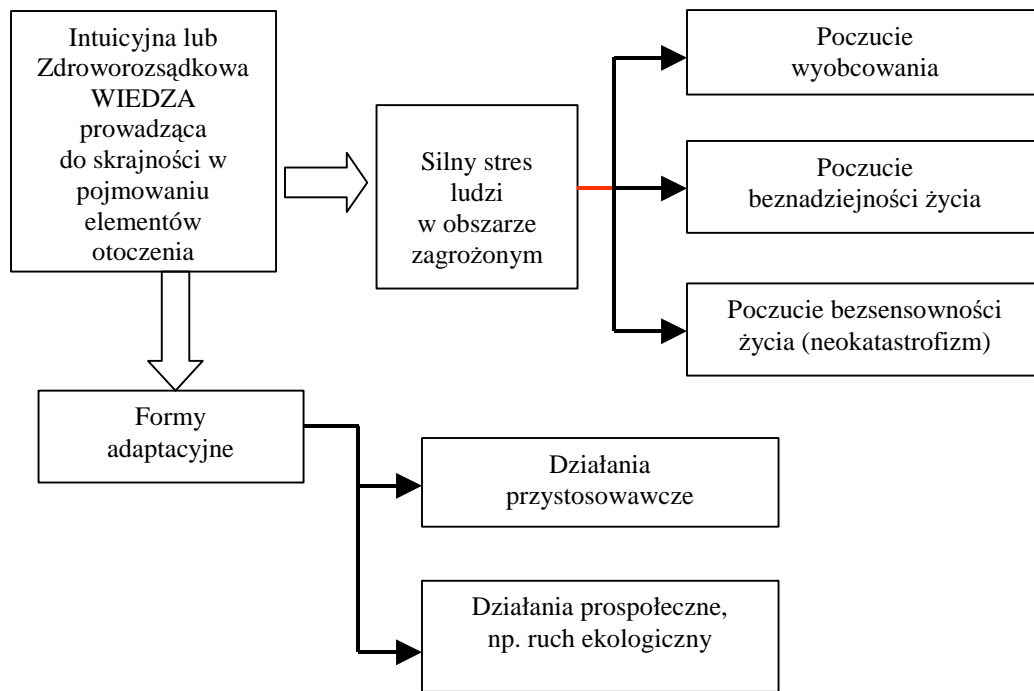 Intuicyjna lub
Zdroworozsądkowa
WIEDZA
prowadząca
do skrajności w
pojmowaniu
elementów
otoczenia
Silny stres
ludzi
w obszarze
zagrożonym
Poczucie
wyobcowania
Poczucie
beznadziejności życia
Poczucie bezsensowności
życia (neokatastrofizm)
Formy
adaptacyjne
Działania
przystosowawcze
Działania prospołeczne,
np. ruch ekologiczny